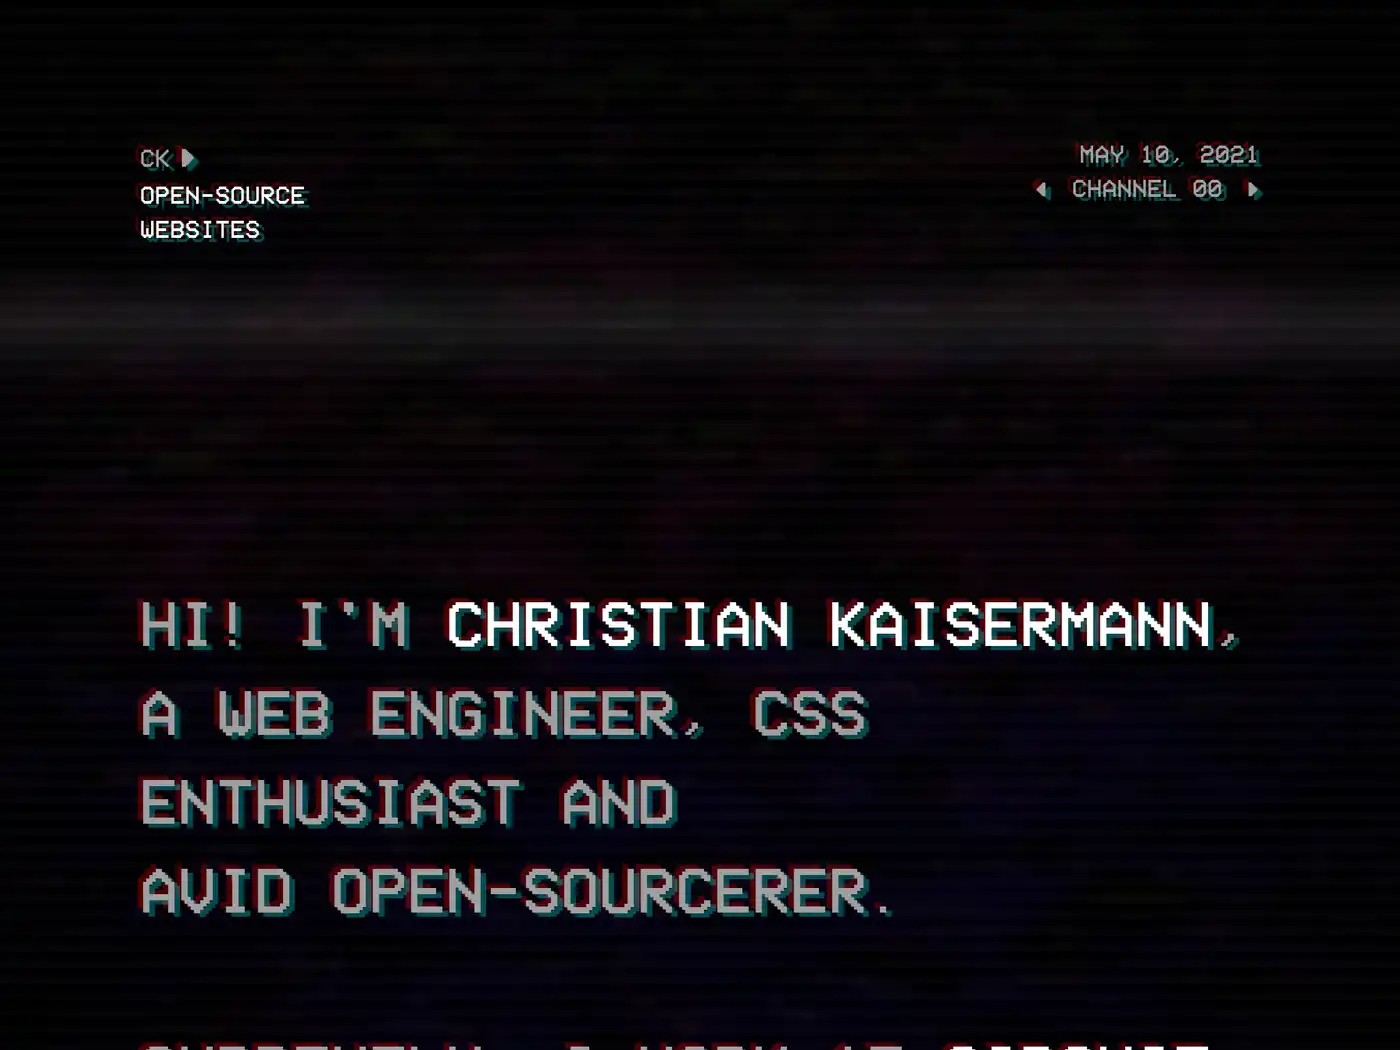 CK ▶
OPEN-SOURCE
WEBSITES
MAY 10, 2021
◀ CHANNEL 00 ▶
HI! I'M CHRISTIAN KAISERMANN,
A WEB ENGINEER, CSS
ENTHUSIAST AND
AVID OPEN-SOURCERER.